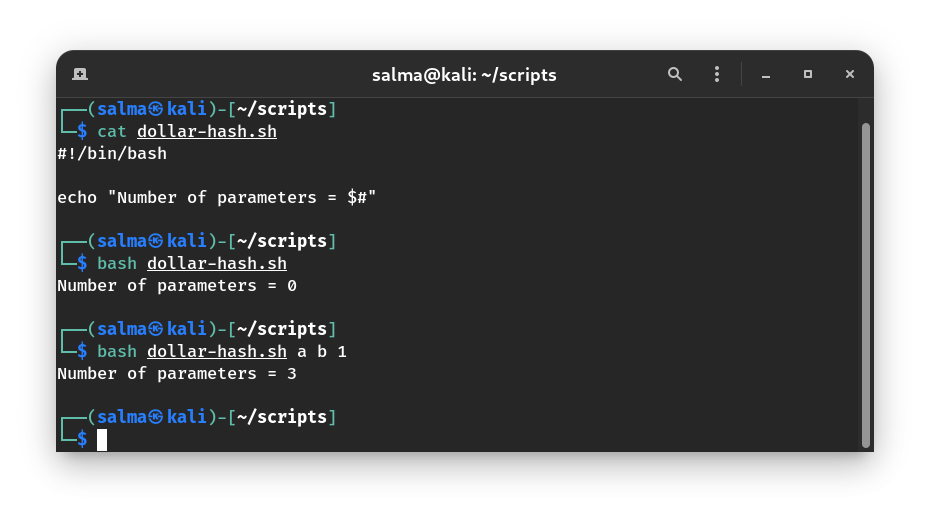 salma@kali: ~/scripts
┌──(salma㉿kali)-[~/scripts]
└─$ cat dollar-hash.sh
#!/bin/bash

echo "Number of parameters = $#"

┌──(salma㉿kali)-[~/scripts]
└─$ bash dollar-hash.sh
Number of parameters = 0

┌──(salma㉿kali)-[~/scripts]
└─$ bash dollar-hash.sh a b 1
Number of parameters = 3

┌──(salma㉿kali)-[~/scripts]
└─$